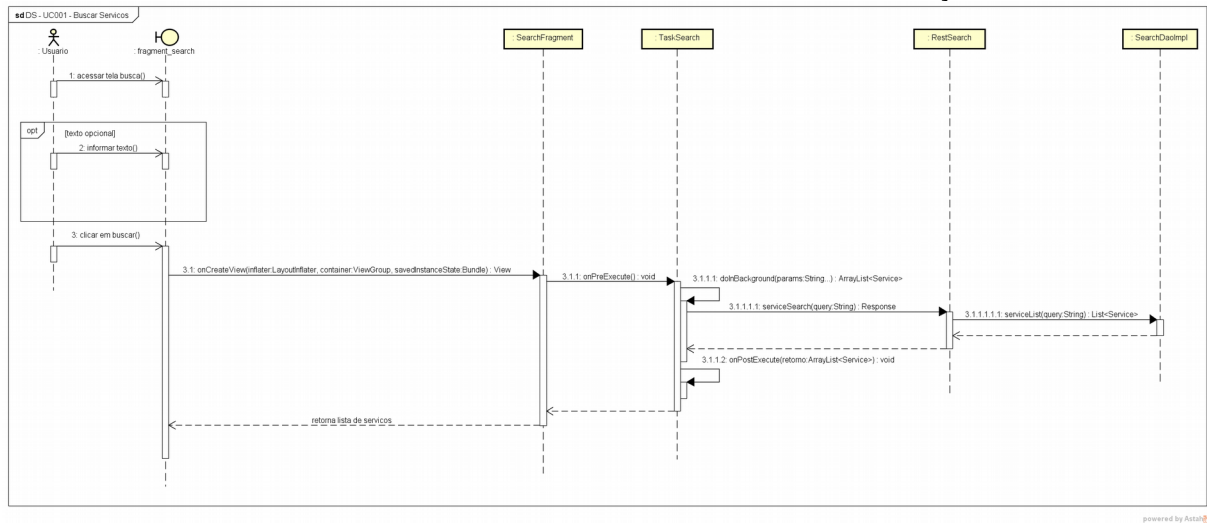 sd DS - UC001 - Buscar Servicos
: Usuario
: fragment_search
: SearchFragment
: TaskSearch
: RestSearch
: SearchDaoImpl
1: acessar tela busca()
opt
[texto opcional]
2: informar texto()
3: clicar em buscar()
3.1: onCreateView(inflater:LayoutInflater, container:ViewGroup, savedInstanceState:Bundle) : View
3.1.1: onPreExecute() : void
3.1.1.1: doInBackground(params:String...) : ArrayList<Service>
3.1.1.1.1: serviceSearch(query:String) : Response
3.1.1.1.1.1: serviceList(query:String) : List<Service>
3.1.1.2: onPostExecute(retorno:ArrayList<Service>) : void
retorna lista de servicos
powered by